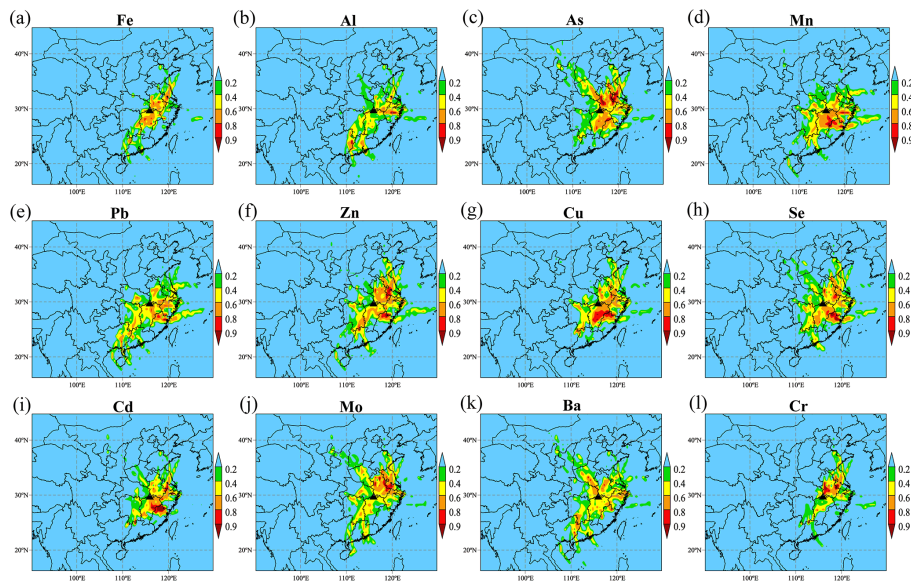 (a) Fe
(b) Al
(c) As
(d) Mn
40°N
30°N
20°N
100°E 110°E 120°E
0.2
0.4
0.6
0.8
0.9
40°N
30°N
20°N
100°E 110°E 120°E
0.2
0.4
0.6
0.8
0.9
40°N
30°N
20°N
100°E 110°E 120°E
0.2
0.4
0.6
0.8
0.9
40°N
30°N
20°N
100°E 110°E 120°E
0.2
0.4
0.6
0.8
0.9
(e) Pb
(f) Zn
(g) Cu
(h) Se
40°N
30°N
20°N
100°E 110°E 120°E
0.2
0.4
0.6
0.8
0.9
40°N
30°N
20°N
100°E 110°E 120°E
0.2
0.4
0.6
0.8
0.9
40°N
30°N
20°N
100°E 110°E 120°E
0.2
0.4
0.6
0.8
0.9
40°N
30°N
20°N
100°E 110°E 120°E
0.2
0.4
0.6
0.8
0.9
(i) Cd
(j) Mo
(k) Ba
(l) Cr
40°N
30°N
20°N
100°E 110°E 120°E
0.2
0.4
0.6
0.8
0.9
40°N
30°N
20°N
100°E 110°E 120°E
0.2
0.4
0.6
0.8
0.9
40°N
30°N
20°N
100°E 110°E 120°E
0.2
0.4
0.6
0.8
0.9
40°N
30°N
20°N
100°E 110°E 120°E
0.2
0.4
0.6
0.8
0.9